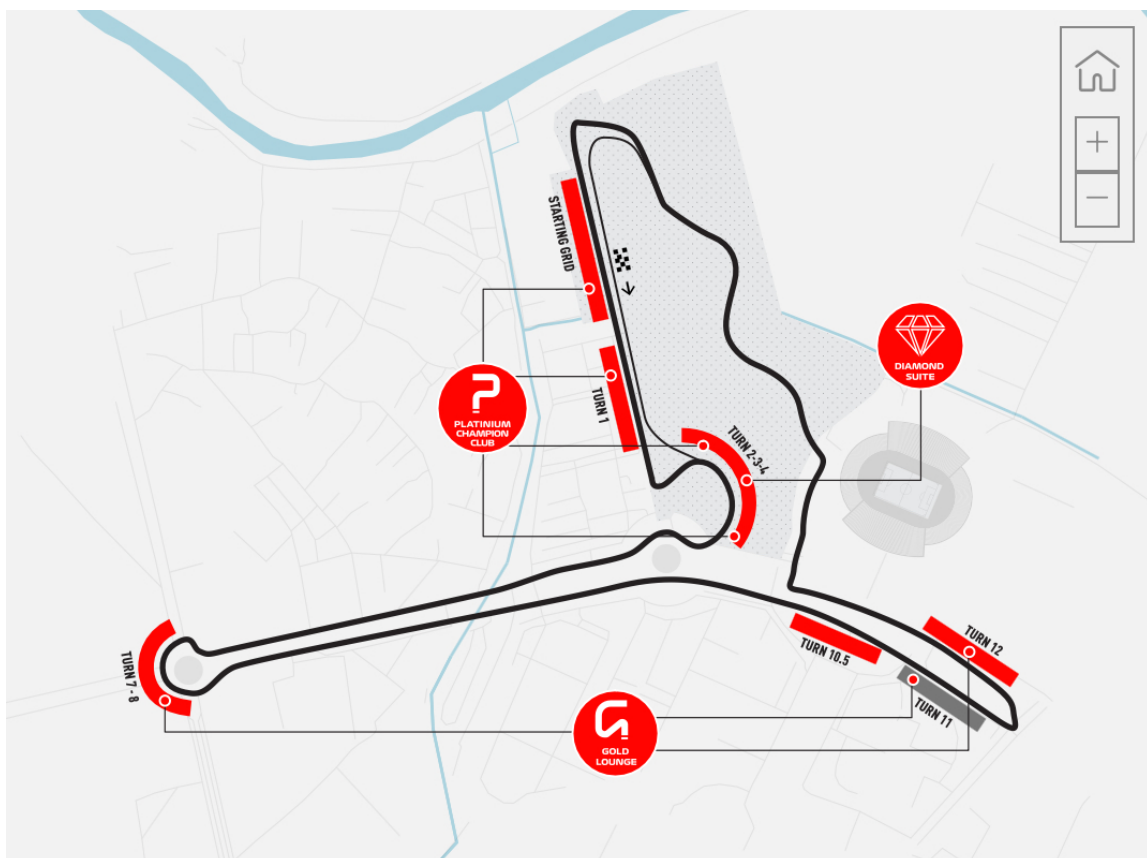 STARTING GRID
TURN 1
PLATINIUM
CHAMPION
CLUB
DIAMOND
SUITE
TURN 2-3-4
TURN 7 - 8
TURN 10.5
TURN 12
TURN 11
GOLD
LOUNGE